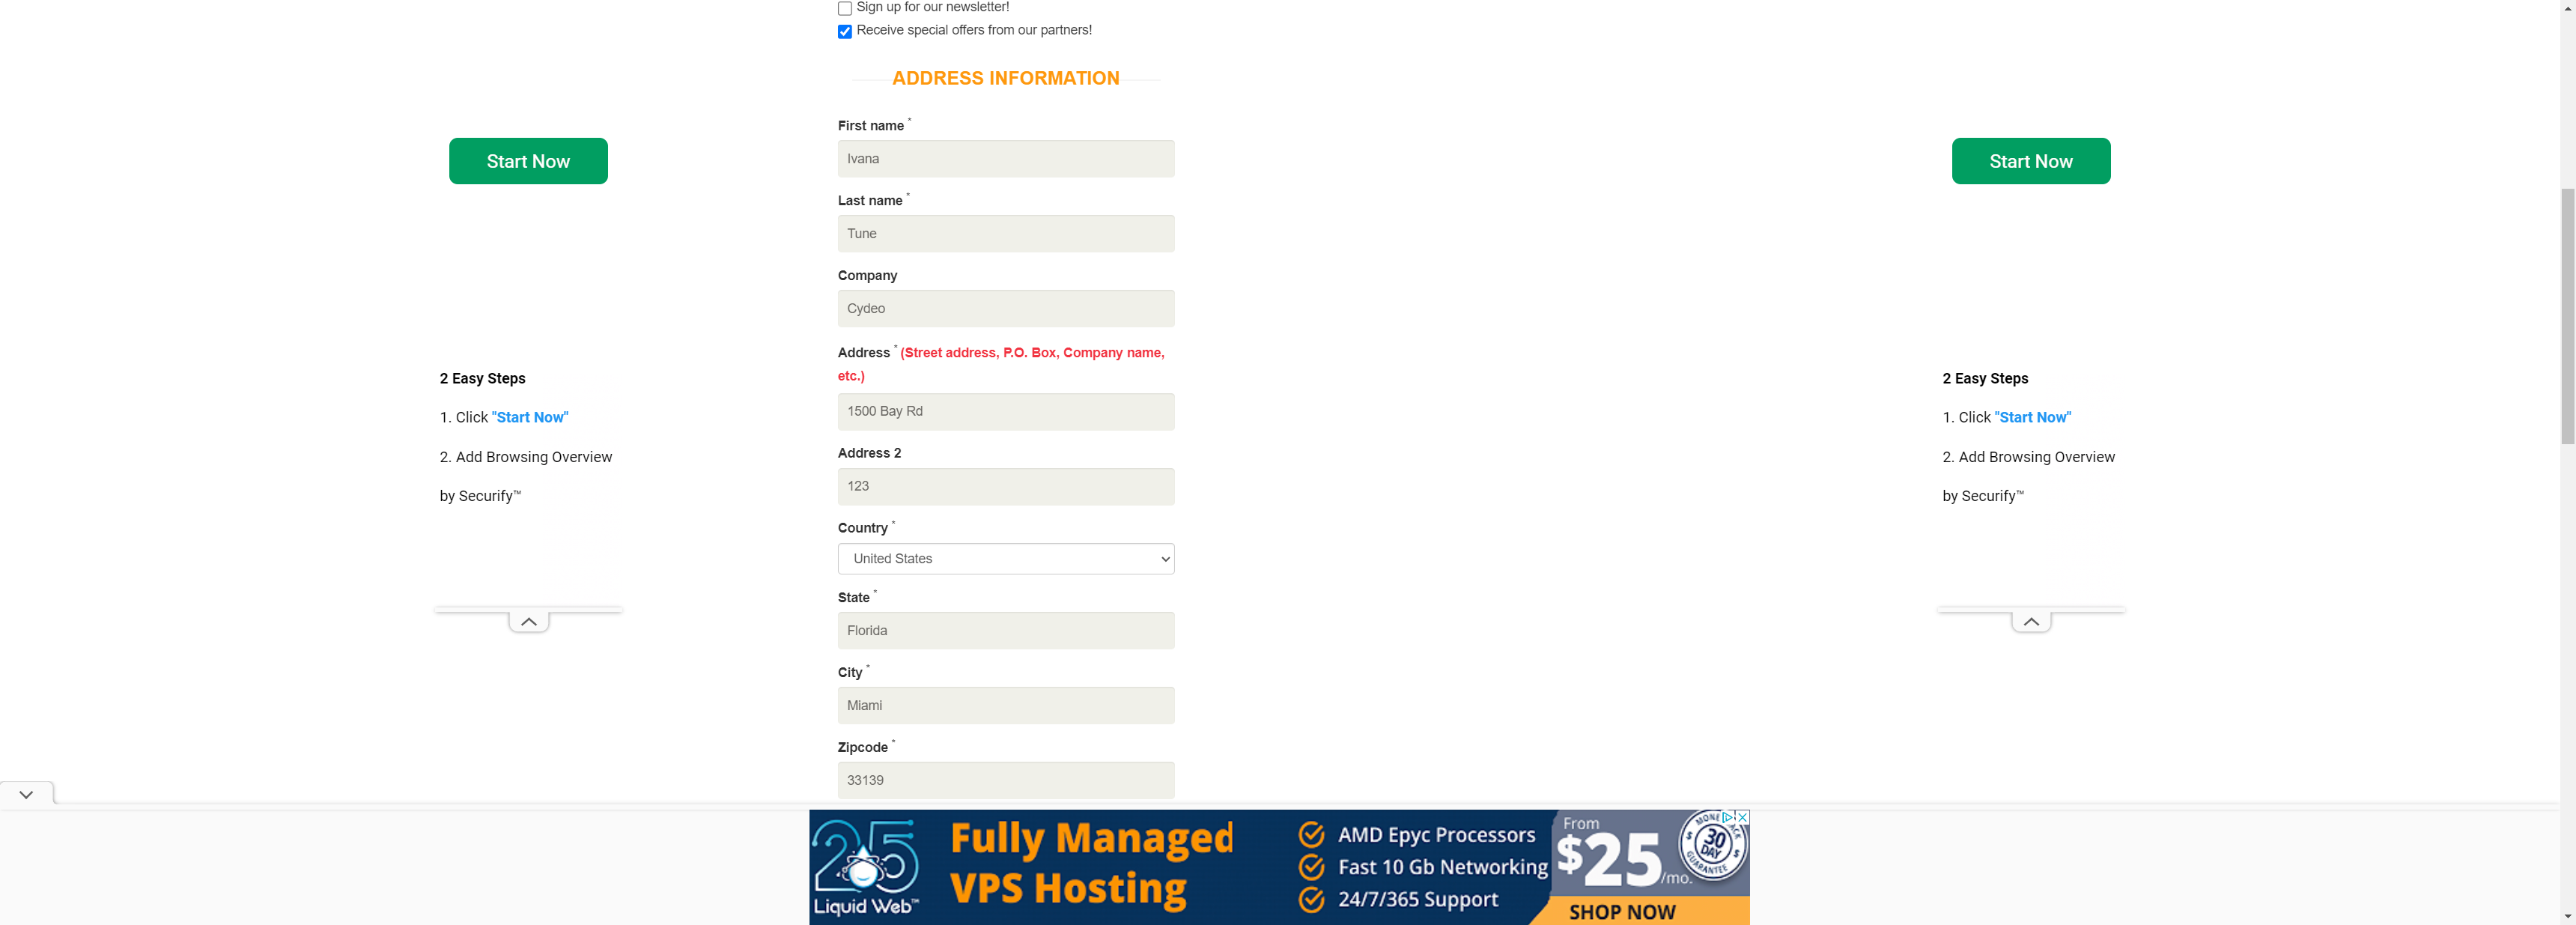 Sign up for our newsletter!
Receive special offers from our partners!
ADDRESS INFORMATION
First name *
Ivana
Last name *
Tune
Company
Cydeo
Address * (Street address, P.O. Box, Company name,
etc.)
1500 Bay Rd
Address 2
123
Country *
United States
State *
Florida
City *
Miami
Zipcode *
33139
Start Now
2 Easy Steps
1. Click "Start Now"
2. Add Browsing Overview
by Securify™
Start Now
2 Easy Steps
1. Click "Start Now"
2. Add Browsing Overview
by Securify™
25
Liquid Web™
Fully Managed
VPS Hosting
AMD Epyc Processors
Fast 10 Gb Networking
24/7/365 Support
From
$25/mo.
SHOP NOW
30
DAY
GUARANTEE